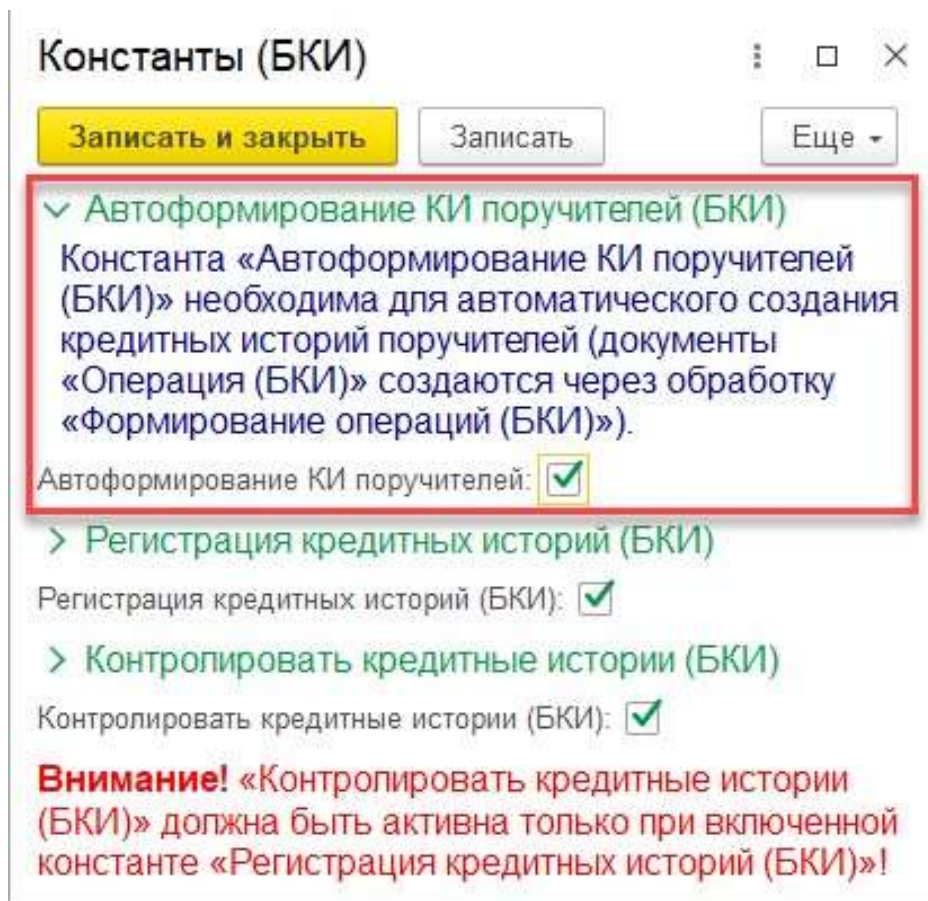 Константы (БКИ)
Записать и закрыть
Записать
Еще
Автоформирование КИ поручителей (БКИ)
Константа «Автоформирование КИ поручителей
(БКИ)» необходима для автоматического создания
кредитных историй поручителей (документы
«Операция (БКИ)» создаются через обработку
«Формирование операций (БКИ)»).
Автоформирование КИ поручителей:
Регистрация кредитных историй (БКИ)
Регистрация кредитных историй (БКИ):
Контролировать кредитные истории (БКИ)
Контролировать кредитные истории (БКИ):
Внимание! «Контролировать кредитные истории
(БКИ)» должна быть активна только при включенной
константе «Регистрация кредитных историй (БКИ)»!